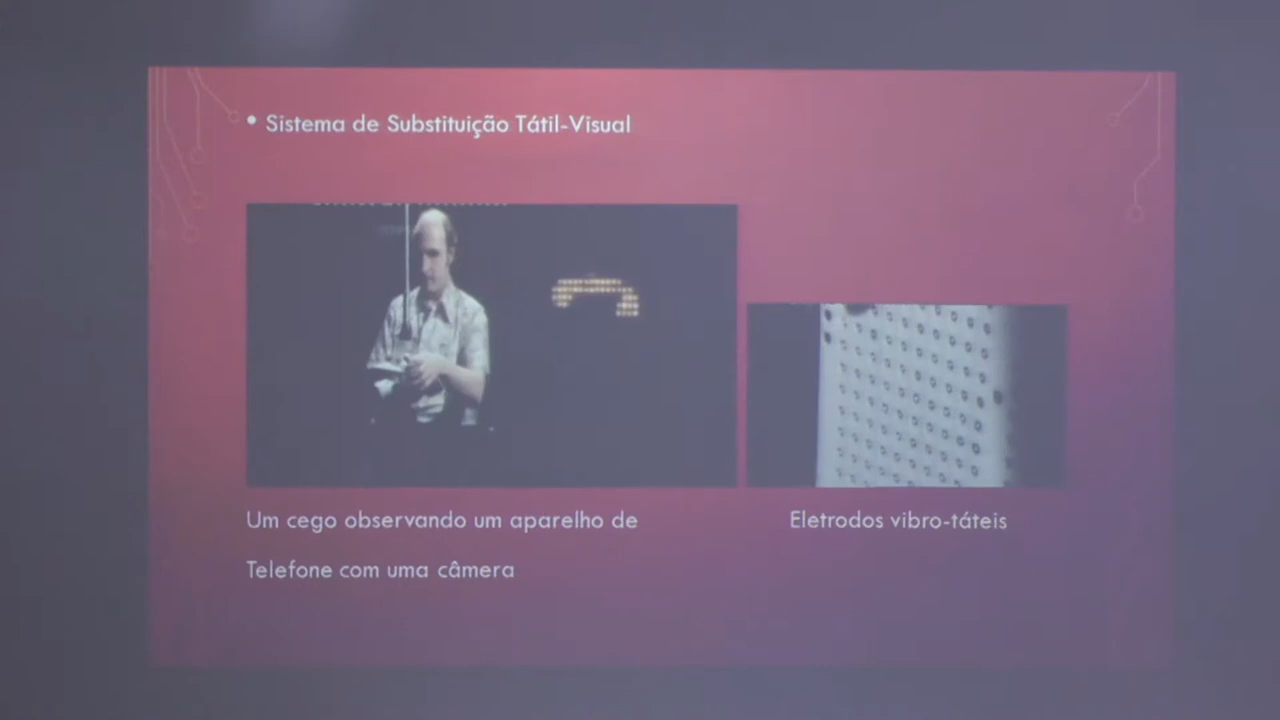 • Sistema de Substituição Tátil-Visual
Um cego observando um aparelho de
Telefone com uma câmera
Eletrodos vibro-táteis